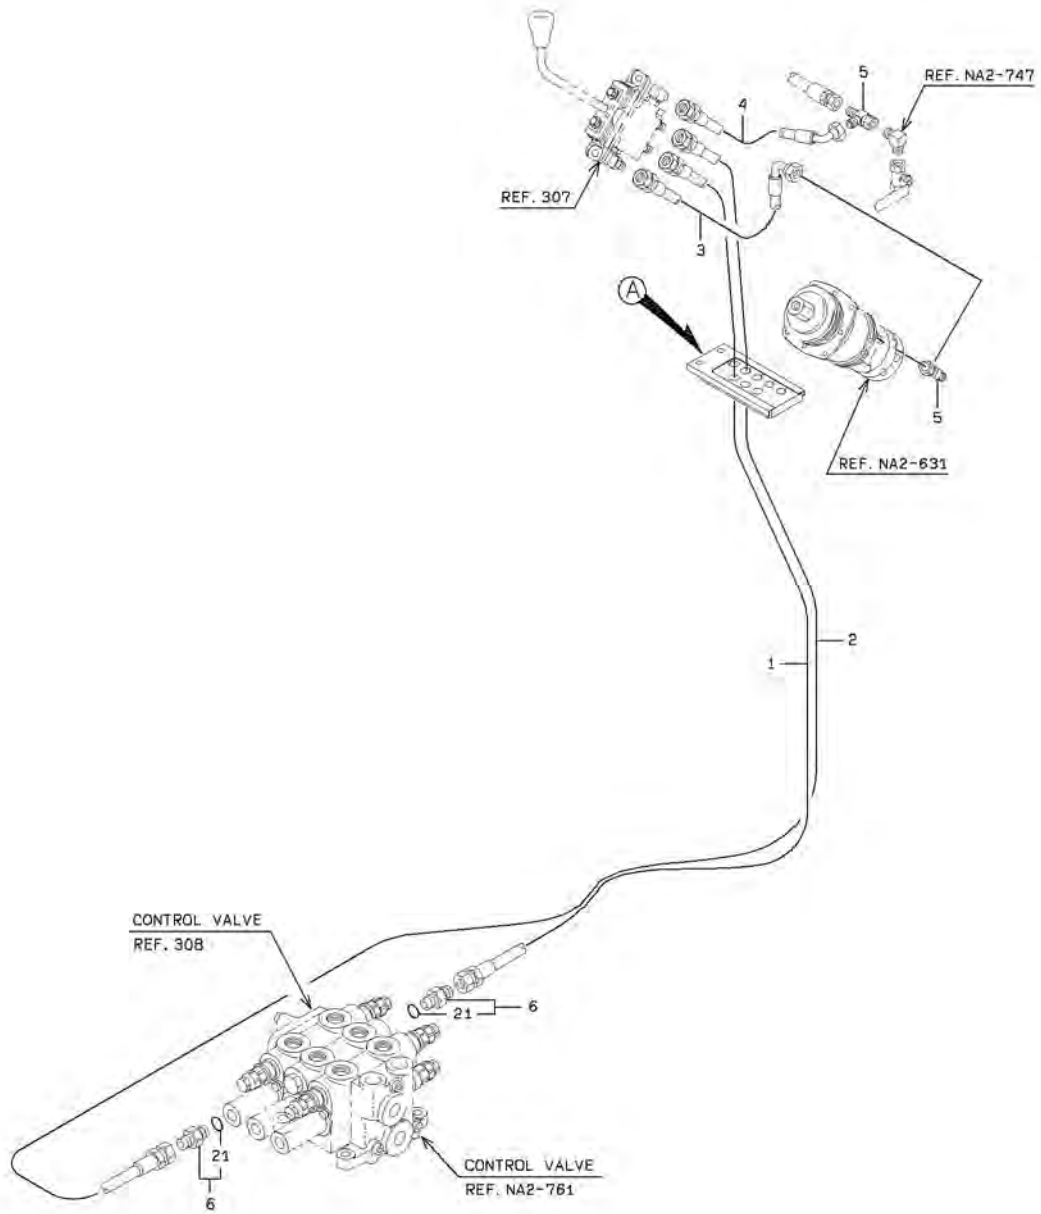 5
REF. NA2-747
4
REF. 307
3
A
5
REF. NA2-631
2
1
CONTROL VALVE
REF. 308
6
21
21
CONTROL VALVE
REF. NA2-761
6